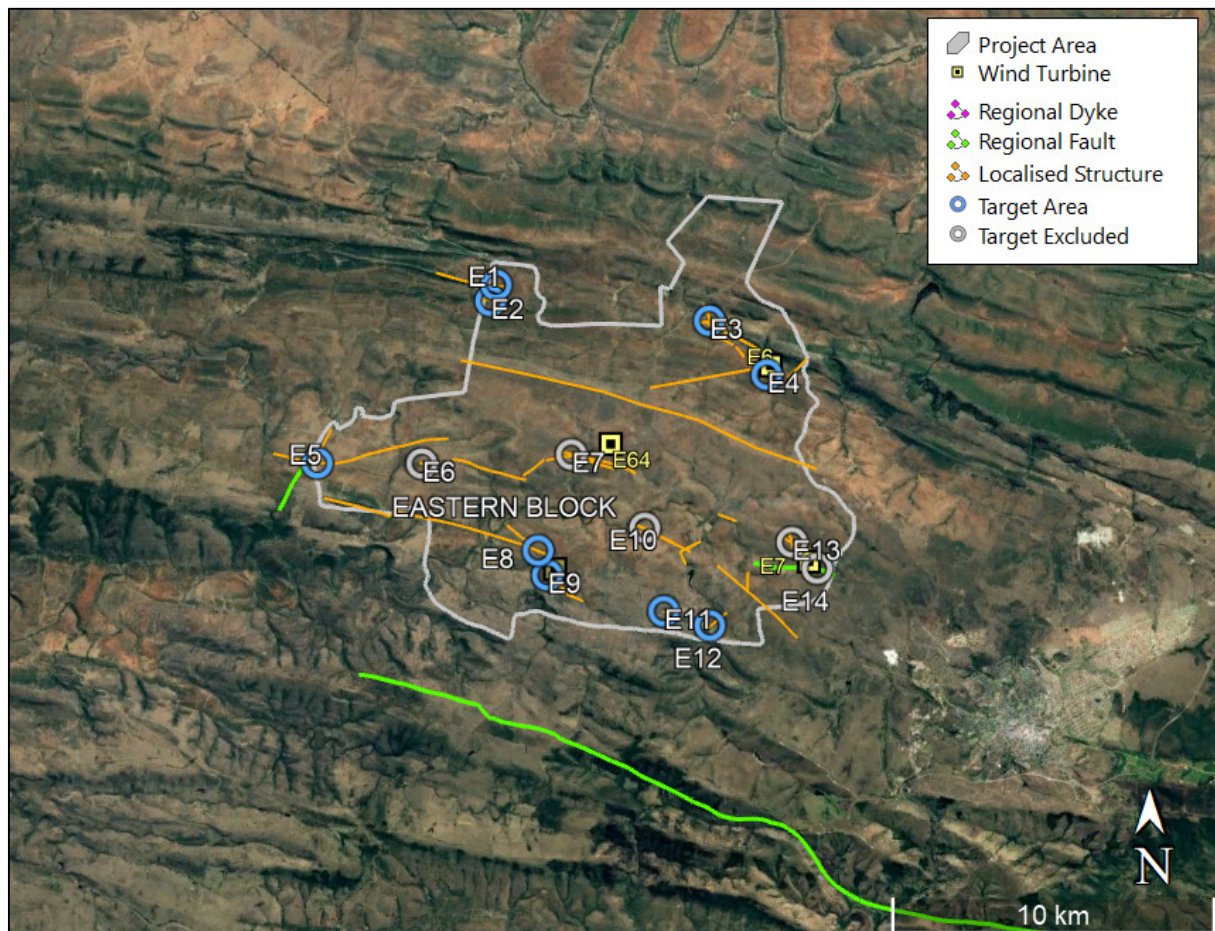 Project Area
Wind Turbine
Regional Dyke
Regional Fault
Localised Structure
Target Area
Target Excluded
E1
E2
E3
E6
E4
E5
E6
E7
E64
EASTERN BLOCK
E8
E9
E10
E13
E7
E14
E11
E12
N
10 km